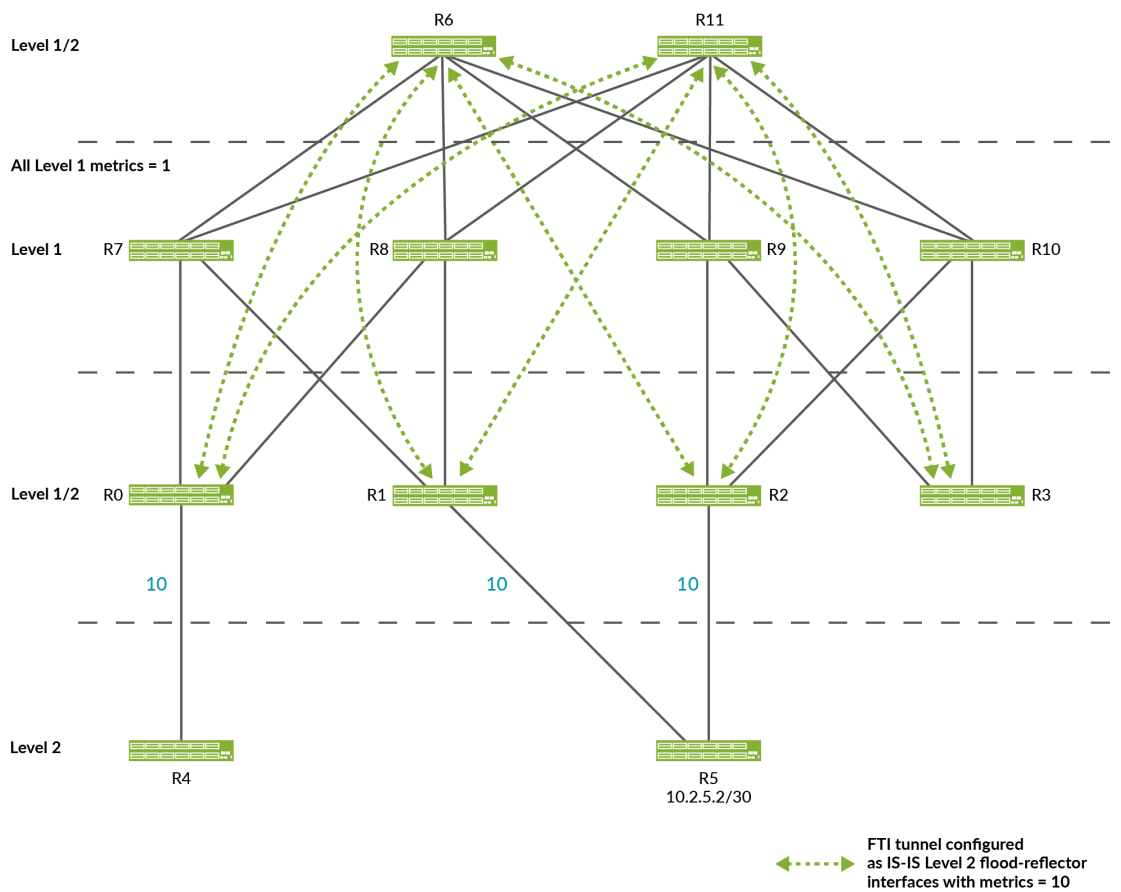 R6
R11
Level 1/2
All Level 1 metrics = 1
Level 1
R7
R8
R9
R10
Level 1/2
R0
R1
R2
R3
10
10
10
Level 2
R4
R5
10.2.5.2/30
FTI tunnel configured
as IS-IS Level 2 flood-reflector
interfaces with metrics = 10